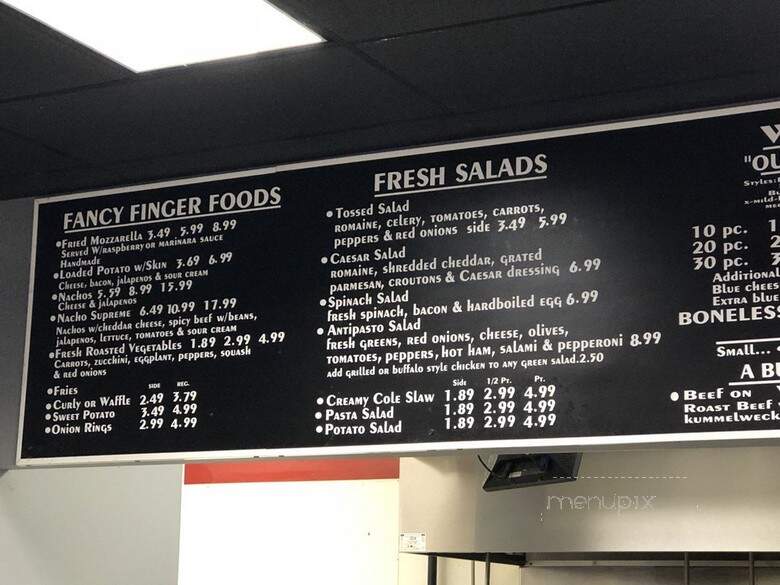 FANCY FINGER FOODS
•Fried Mozzarella 3.49 5.99 8.99
Served w/raspberry or marinara sauce
Handmade
•Loaded Potato w/Skin 3.69 6.99
Cheese, bacon, jalapenos & sour cream
•Nachos 5.59 8.99 15.99
Cheese & jalapenos
•Nacho Supreme 6.49 10.99 17.99
Nachos w/cheddar cheese, spicy beef w/beans,
jalapenos, lettuce, tomatoes & sour cream
•Fresh Roasted Vegetables 1.89 2.99 4.99
Carrots, zucchini, eggplant, peppers, squash
& red onions
SIDE REG.
•Fries
•Curly or Waffle 2.49 3.79
•Sweet Potato 3.49 4.99
•Onion Rings 2.99 4.99
FRESH SALADS
•Tossed Salad
romaine, celery, tomatoes, carrots,
peppers & red onions side 3.49 5.99
•Caesar Salad
romaine, shredded cheddar, grated
parmesan, croutons & Caesar dressing 6.99
•Spinach Salad
fresh spinach, bacon & hardboiled egg 6.99
•Antipasto Salad
fresh greens, red onions, cheese, olives,
tomatoes, peppers, hot ham, salami & pepperoni 8.99
add grilled or buffalo style chicken to any green salad.2.50
Side 1/2 Pt. Pt.
•Creamy Cole Slaw 1.89 2.99 4.99
•Pasta Salad 1.89 2.99 4.99
•Potato Salad 1.89 2.99 4.99
"OU
Styles:
x-mild-
10 pc. 1
20 pc. 2
30 pc. 3
Additional
Blue chees
Extra blue
BONELESS
Small...
A BU
•Beef on
Roast Beef
kummelweck
menupix